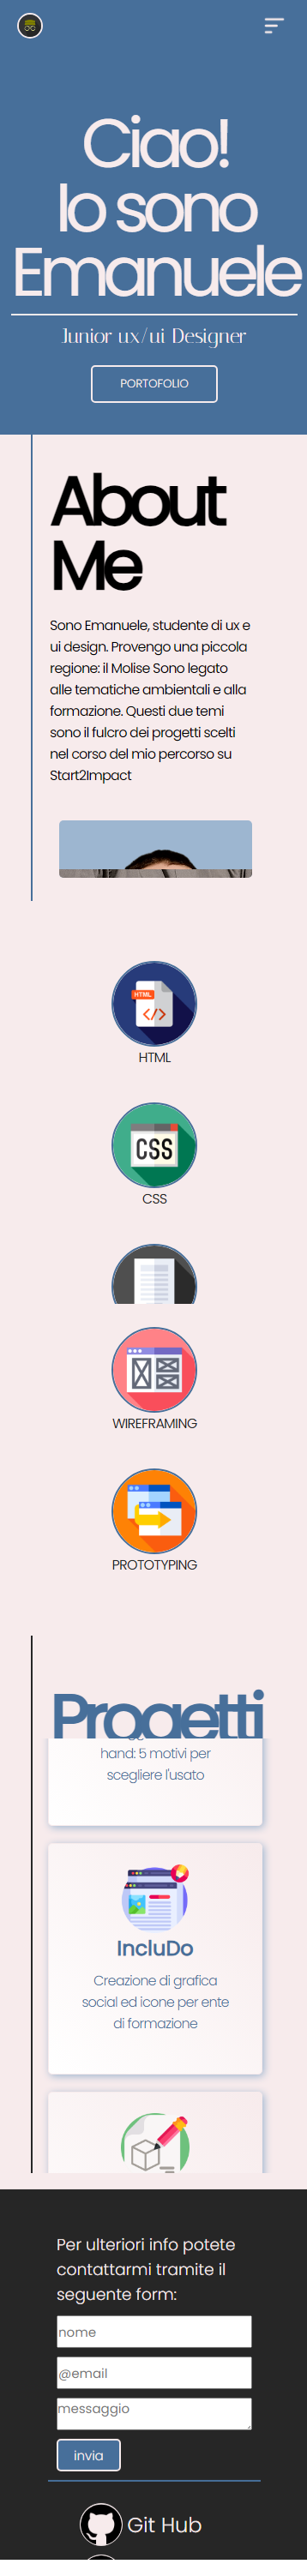 Ciao!
Io sono
Emanuele
Junior ux/ui Designer
PORTOFOLIO
About
Me
Sono Emanuele, studente di ux e
ui design. Provengo una piccola
regione: il Molise Sono legato
alle tematiche ambientali e alla
formazione. Questi due temi
sono il fulcro dei progetti scelti
nel corso del mio percorso su
Start2Impact
HTML
HTML
CSS
CSS
WIREFRAMING
PROTOTYPING
Progetti
hand: 5 motivi per
scegliere l'usato
IncluDo
Creazione di grafica
social ed icone per ente
di formazione
Per ulteriori info potete
contattarmi tramite il
seguente form:
nome
@email
messaggio
invia
Git Hub